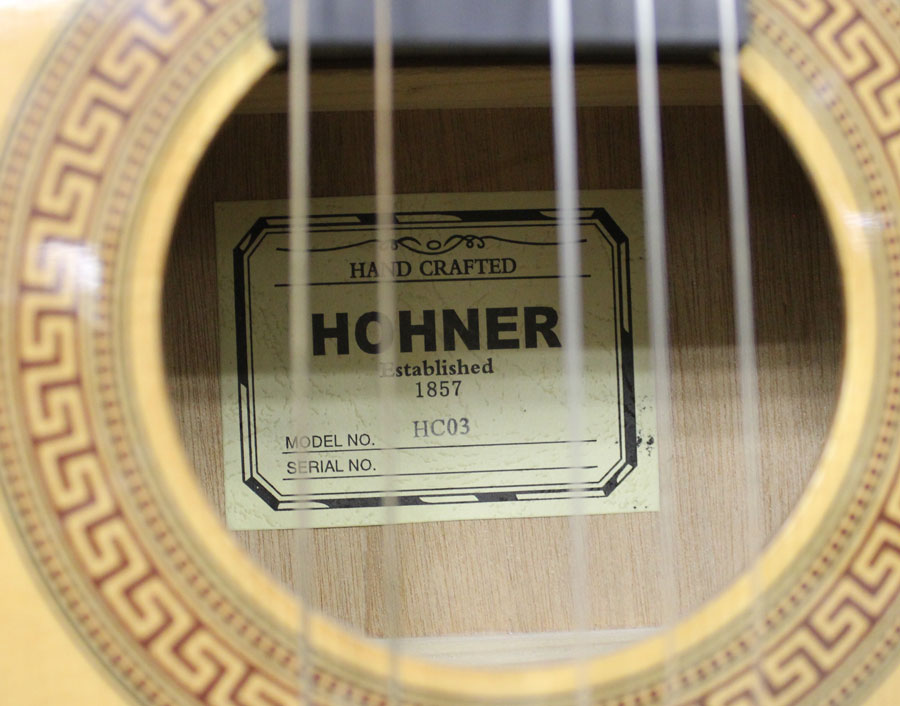 HAND CRAFTED
HOHNER
Established
1857
MODEL NO. HC03
SERIAL NO.